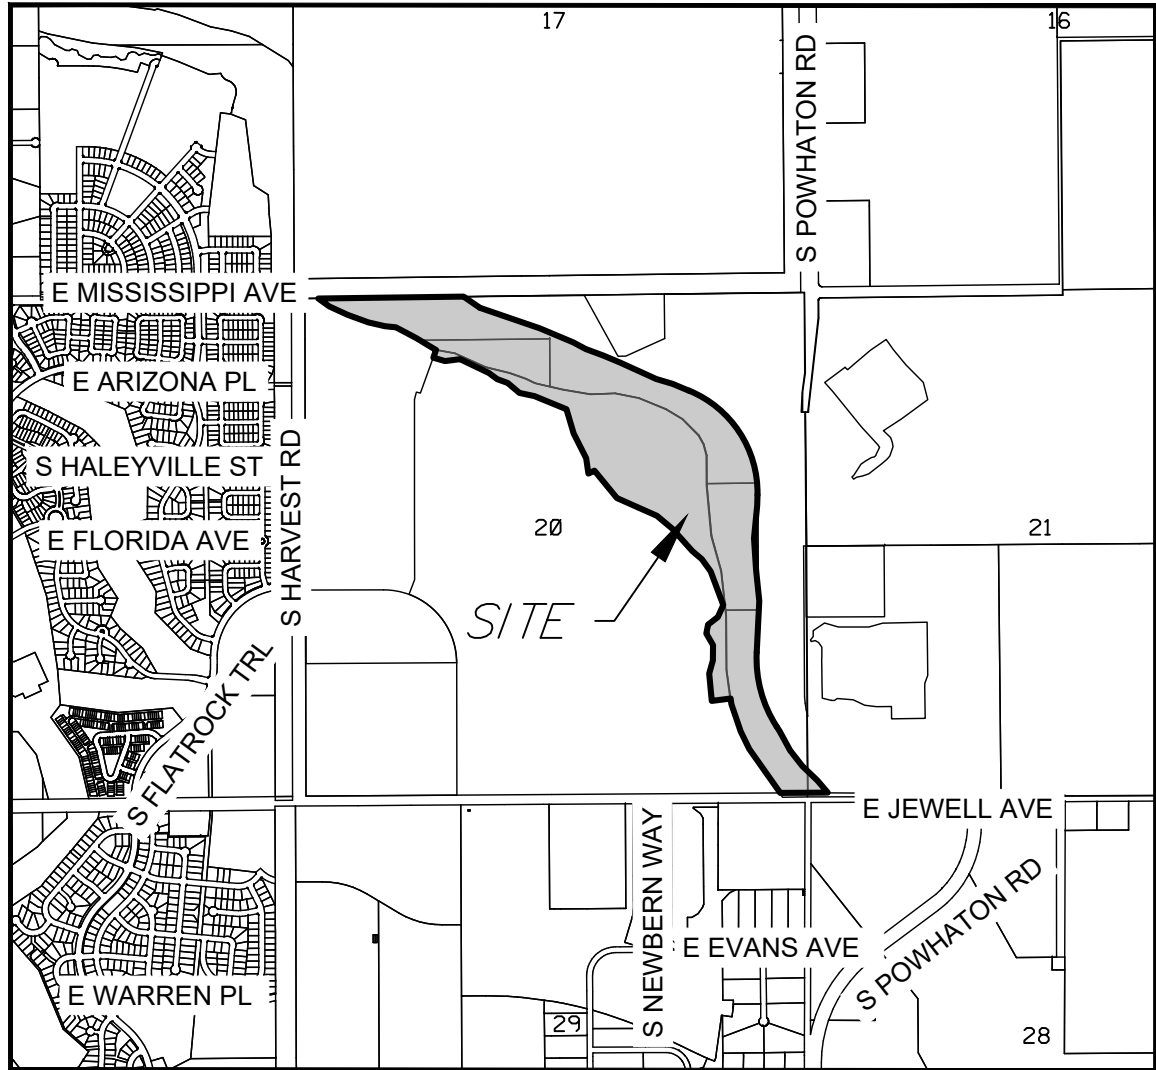 17
16
S POWHATON RD
E MISSISSIPPI AVE
E ARIZONA PL
S HALEYVILLE ST
S HARVEST RD
E FLORIDA AVE
20
21
SITE
S FLATROCK TRL
E JEWELL AVE
S NEWBERN WAY
E EVANS AVE
S POWHATON RD
E WARREN PL
29
28